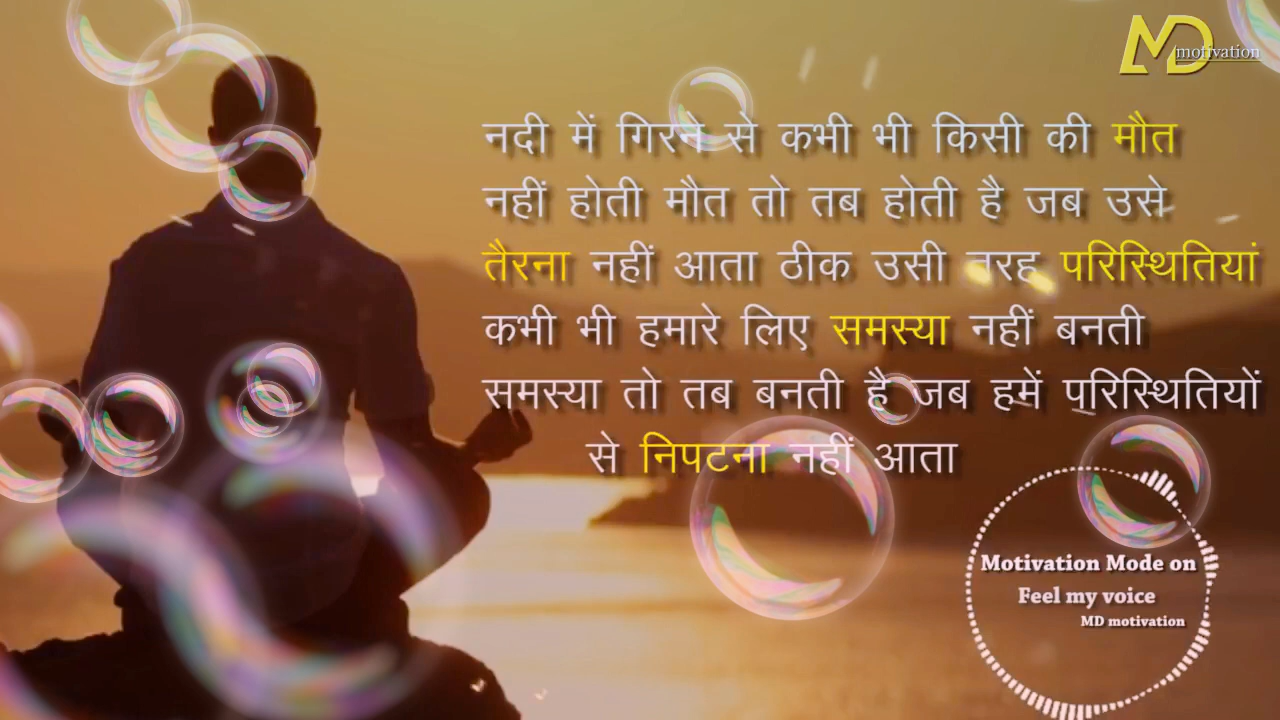 MD motivation
नदी में गिरने से कभी भी किसी की मौत
नहीं होती मौत तो तब होती है जब उसे
तैरना नहीं आता ठीक उसी तरह परिस्थितियां
कभी भी हमारे लिए समस्या नहीं बनती
समस्या तो तब बनती है जब हमें परिस्थितियों
से निपटना नहीं आता
Motivation Mode on
Feel my voice
MD motivation